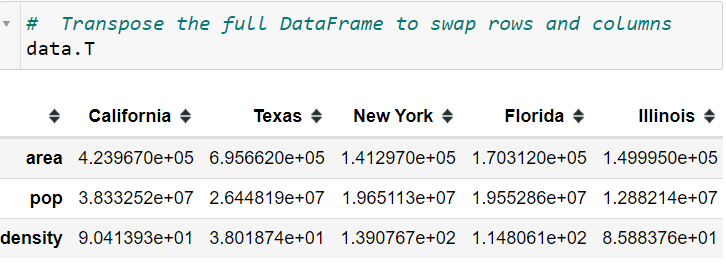 #  Transpose the full DataFrame to swap rows and columns
data.T
California Texas New York Florida Illinois
area 4.239670e+05 6.956620e+05 1.412970e+05 1.703120e+05 1.499950e+05
pop 3.833252e+07 2.644819e+07 1.965113e+07 1.955286e+07 1.288214e+07
density 9.041393e+01 3.801874e+01 1.390767e+02 1.148061e+02 8.588376e+01